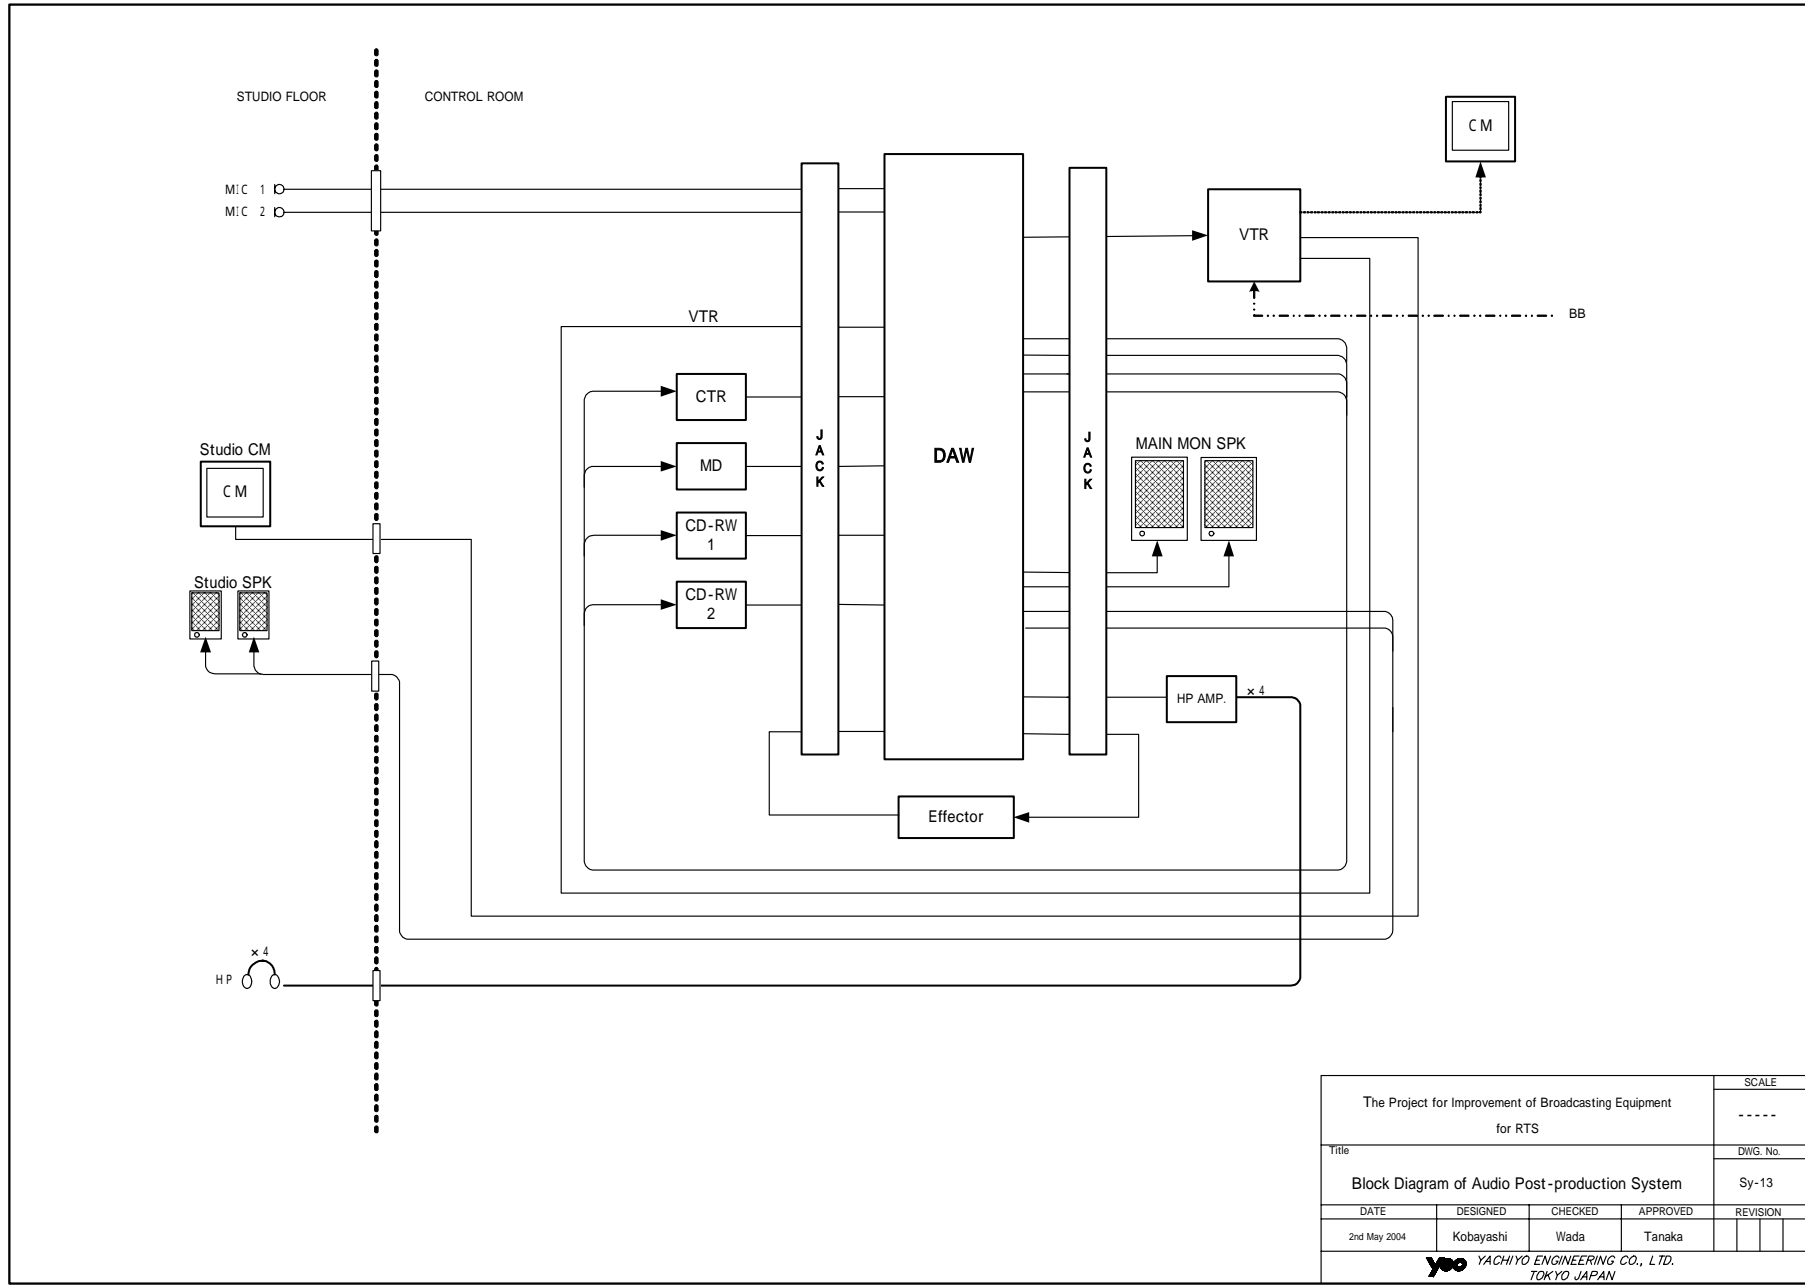 STUDIO FLOOR
CONTROL ROOM
CM
MIC 1
MIC 2
VTR
BB
VTR
CTR
MD
CD-RW
1
CD-RW
2
JACK
DAW
JACK
MAIN MON SPK
Studio CM
CM
Studio SPK
HP AMP.
× 4
Effector
× 4
HP
The Project for Improvement of Broadcasting Equipment
for RTS
SCALE
-----
Title
Block Diagram of Audio Post-production System
DWG. No.
Sy-13
DATE DESIGNED CHECKED APPROVED REVISION
2nd May 2004 Kobayashi Wada Tanaka
yeo YACHIYO ENGINEERING CO., LTD.
TOKYO JAPAN